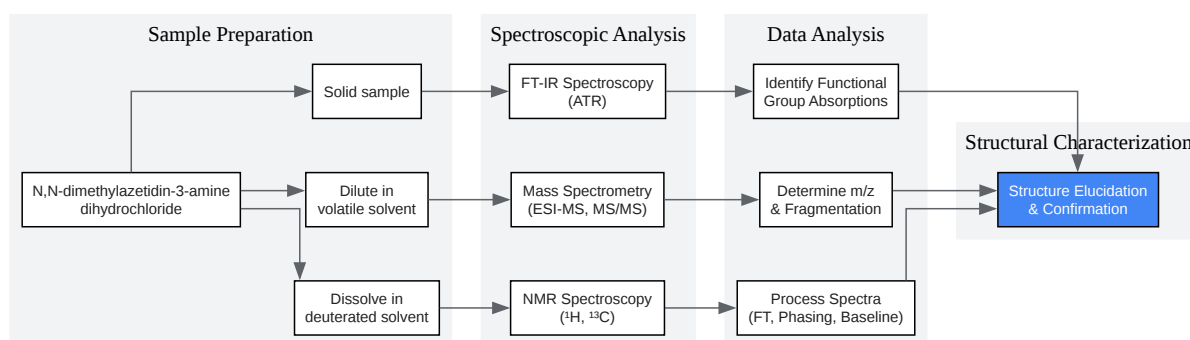 Sample Preparation
Spectroscopic Analysis
Data Analysis
Solid sample
FT-IR Spectroscopy
(ATR)
Identify Functional
Group Absorptions
Structural Characterization
N,N-dimethylazetidin-3-amine
dihydrochloride
Dilute in
volatile solvent
Mass Spectrometry
(ESI-MS, MS/MS)
Determine m/z
& Fragmentation
Structure Elucidation
& Confirmation
Dissolve in
deuterated solvent
NMR Spectroscopy
(¹H, ¹³C)
Process Spectra
(FT, Phasing, Baseline)